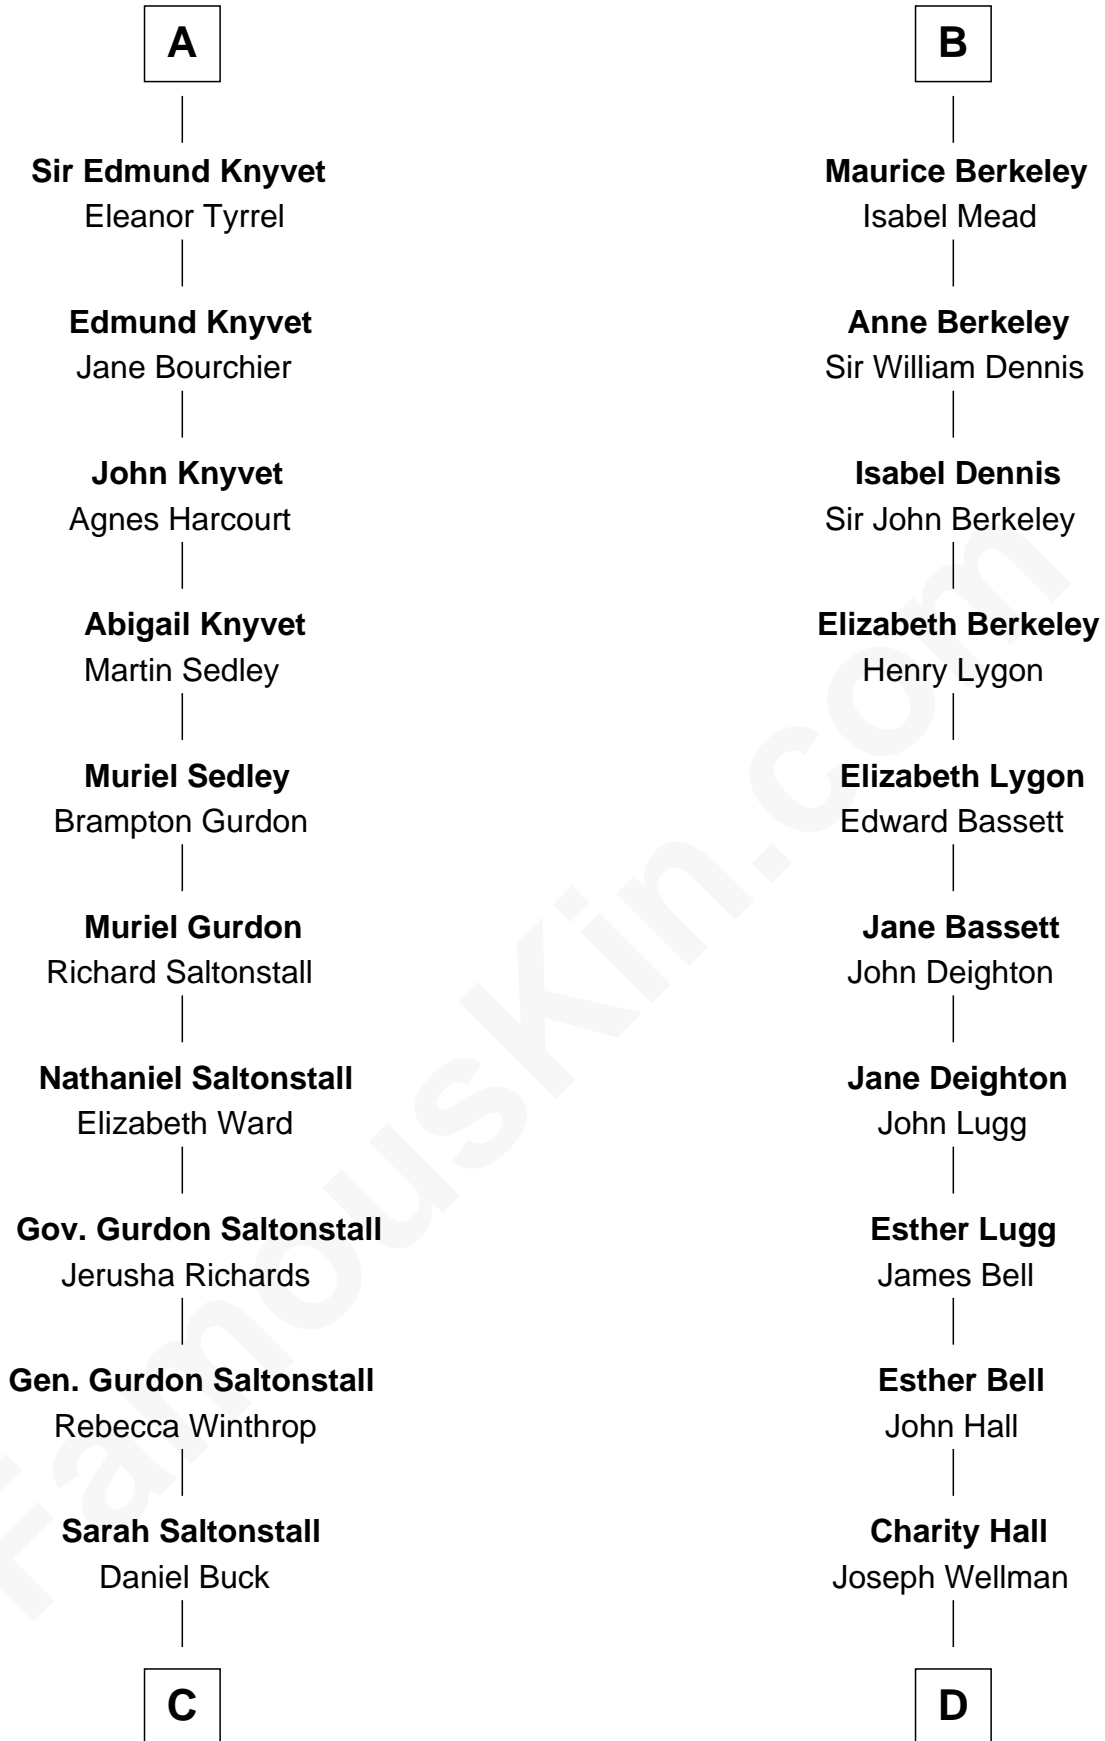 A
Sir Edmund Knyvet
Eleanor Tyrrel
Edmund Knyvet
Jane Bourchier
John Knyvet
Agnes Harcourt
Abigail Knyvet
Martin Sedley
Muriel Sedley
Brampton Gurdon
Muriel Gurdon
Richard Saltonstall
Nathaniel Saltonstall
Elizabeth Ward
Gov. Gurdon Saltonstall
Jerusha Richards
Gen. Gurdon Saltonstall
Rebecca Winthrop
Sarah Saltonstall
Daniel Buck
C
B
Maurice Berkeley
Isabel Mead
Anne Berkeley
Sir William Dennis
Isabel Dennis
Sir John Berkeley
Elizabeth Berkeley
Henry Lygon
Elizabeth Lygon
Edward Bassett
Jane Bassett
John Deighton
Jane Deighton
John Lugg
Esther Lugg
James Bell
Esther Bell
John Hall
Charity Hall
Joseph Wellman
D
FamousKin.com